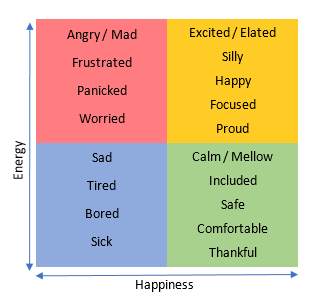 Angry / Mad
Frustrated
Panicked
Worried
Excited / Elated
Silly
Happy
Focused
Proud
Sad
Tired
Bored
Sick
Calm / Mellow
Included
Safe
Comfortable
Thankful
Energy
Happiness